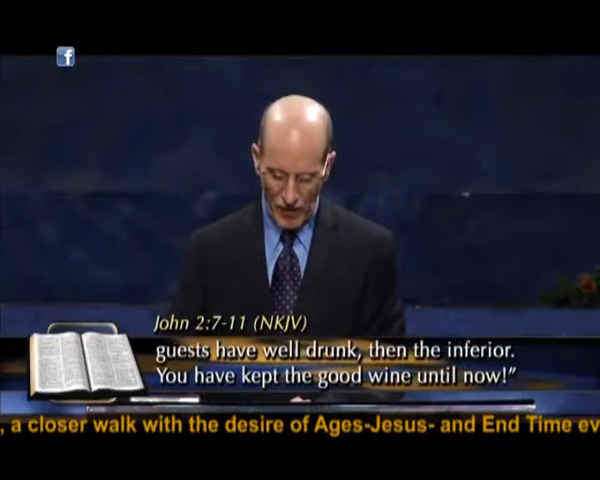 f
John 2:7-11 (NKJV)
guests have well drunk, then the inferior.
You have kept the good wine until now!”
, a closer walk with the desire of Ages-Jesus- and End Time ev